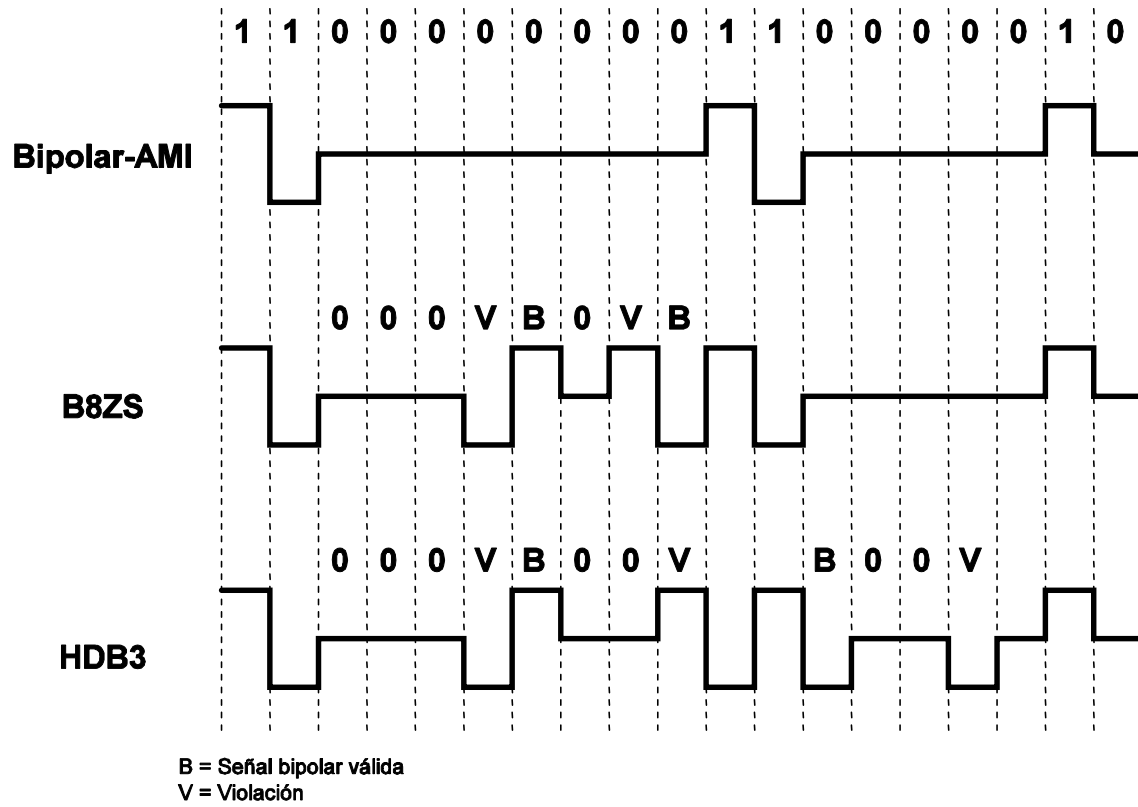 1 1 0 0 0 0 0 0 0 0 1 1 0 0 0 0 0 1 0
Bipolar-AMI
0 0 0 V B 0 V B
B8ZS
0 0 0 V B 0 0 V B 0 0 V
HDB3
B = Señal bipolar válida
V = Violación